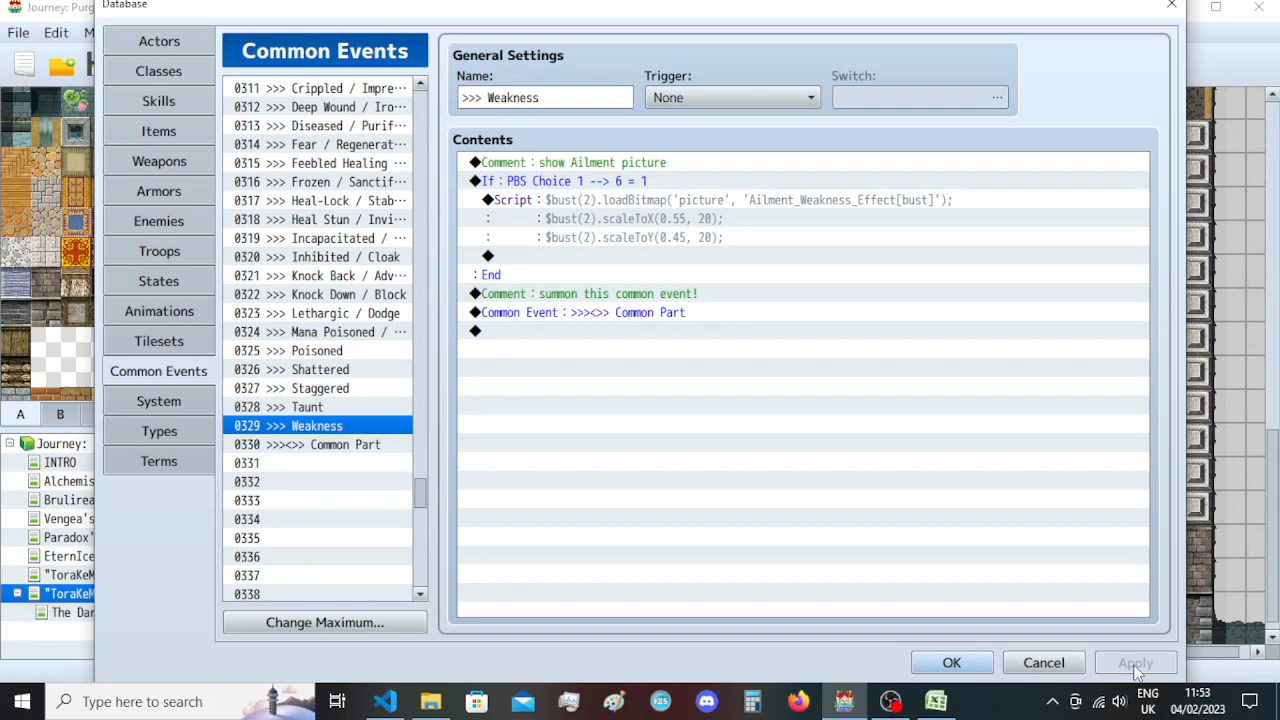 Journey: Purg
Database
File Edit M
Actors
Classes
Skills
Items
Weapons
Armors
Enemies
Troops
States
Animations
Tilesets
Common Events
System
Types
Terms
A B
Journey:
INTRO
Alchemis
Brulirea
Vengea's
Paradox'
EternIce
"ToraKeM
"ToraKeM
The Dar
Common Events
0311 >>> Crippled / Impre···
0312 >>> Deep Wound / Iro···
0313 >>> Diseased / Purif···
0314 >>> Fear / Regenerat···
0315 >>> Feebled Healing ···
0316 >>> Frozen / Sanctif···
0317 >>> Heal-Lock / Stab···
0318 >>> Heal Stun / Invi···
0319 >>> Incapacitated / ···
0320 >>> Inhibited / Cloak
0321 >>> Knock Back / Adv···
0322 >>> Knock Down / Block
0323 >>> Lethargic / Dodge
0324 >>> Mana Poisoned / ···
0325 >>> Poisoned
0326 >>> Shattered
0327 >>> Staggered
0328 >>> Taunt
0329 >>> Weakness
0330 >>><>> Common Part
0331
0332
0333
0334
0335
0336
0337
0338
Change Maximum...
General Settings
Name: Trigger: Switch:
>>> Weakness None ...
Contents
◆Comment：show Ailment picture
◆If：PBS Choice 1 --> 6 = 1
◆Script：$bust(2).loadBitmap('picture', 'Ailment_Weakness_Effect[bust]');
：　：$bust(2).scaleToX(0.55, 20);
：　：$bust(2).scaleToY(0.45, 20);
◆
：End
◆Comment：summon this common event!
◆Common Event：>>><>> Common Part
◆
OK Cancel Apply
Type here to search
ENG
UK
11:53
04/02/2023